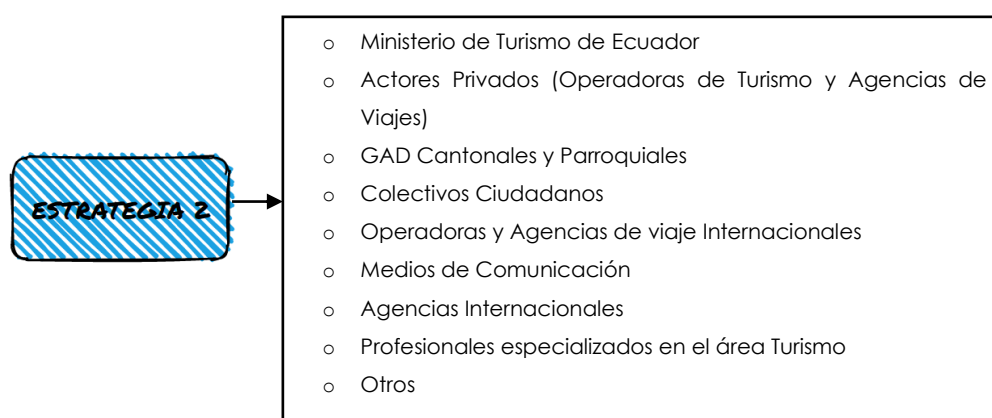 ESTRATEGIA 2
o Ministerio de Turismo de Ecuador
o Actores Privados (Operadoras de Turismo y Agencias de
Viajes)
o GAD Cantonales y Parroquiales
o Colectivos Ciudadanos
o Operadoras y Agencias de viaje Internacionales
o Medios de Comunicación
o Agencias Internacionales
o Profesionales especializados en el área Turismo
o Otros